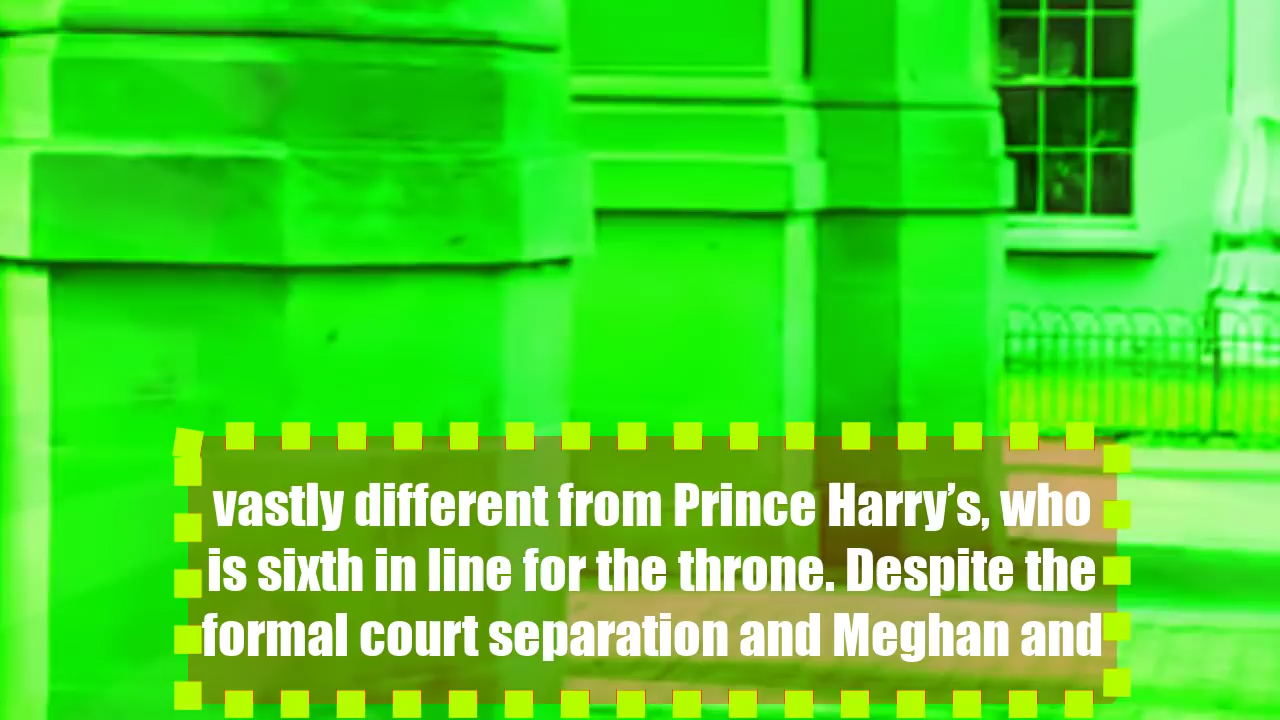 vastly different from Prince Harry’s, who
is sixth in line for the throne. Despite the
formal court separation and Meghan and